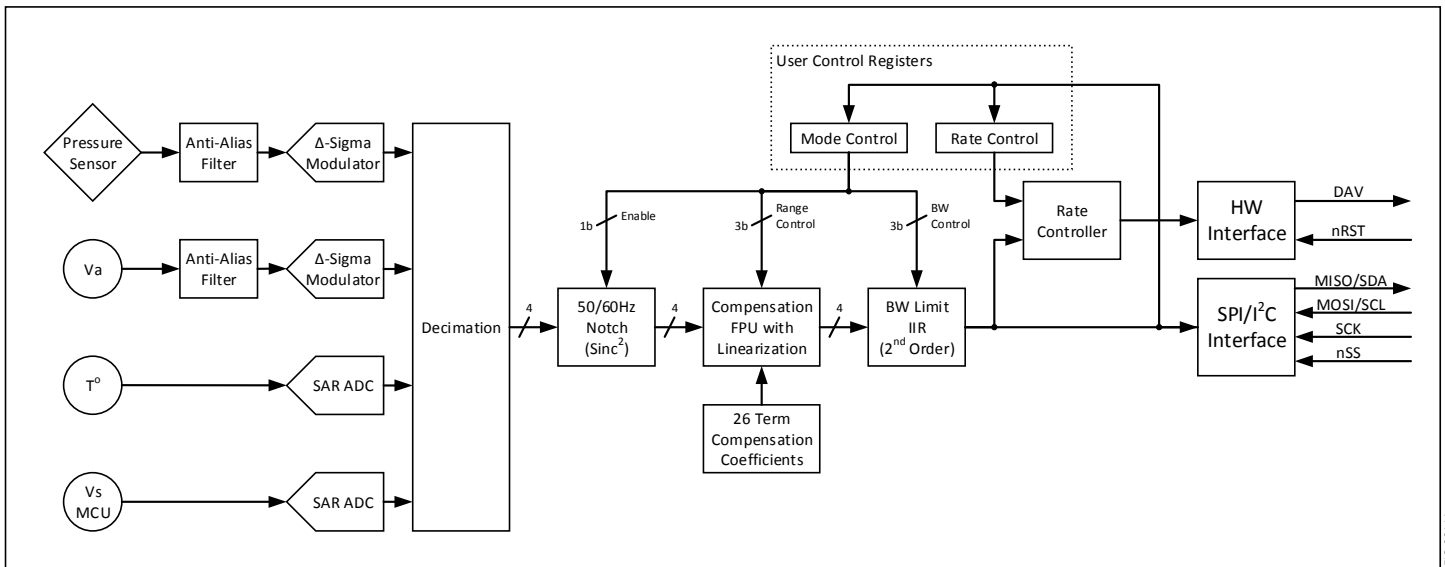 User Control Registers
Pressure
Sensor
Anti-Alias
Filter
Δ-Sigma
Modulator
Mode Control
Rate Control
Va
Anti-Alias
Filter
Δ-Sigma
Modulator
T°
SAR ADC
Vs
MCU
SAR ADC
Decimation
4
1b
Enable
50/60Hz
Notch
(Sinc²)
4
3b
Range
Control
Compensation
FPU with
Linearization
26 Term
Compensation
Coefficients
4
3b
BW
Control
BW Limit
IIR
(2nd Order)
Rate
Controller
HW
Interface
DAV
nRST
SPI/I²C
Interface
MISO/SDA
MOSI/SCL
SCK
nSS